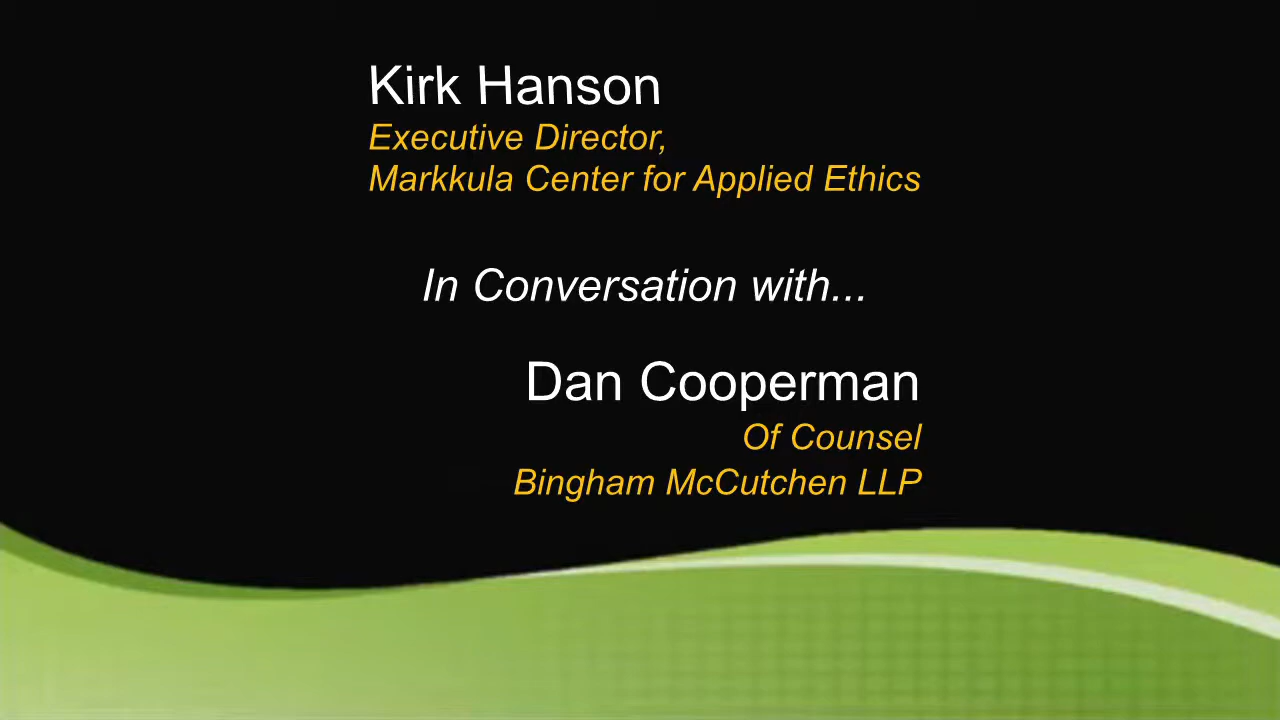 Kirk Hanson
Executive Director,
Markkula Center for Applied Ethics
In Conversation with...
Dan Cooperman
Of Counsel
Bingham McCutchen LLP